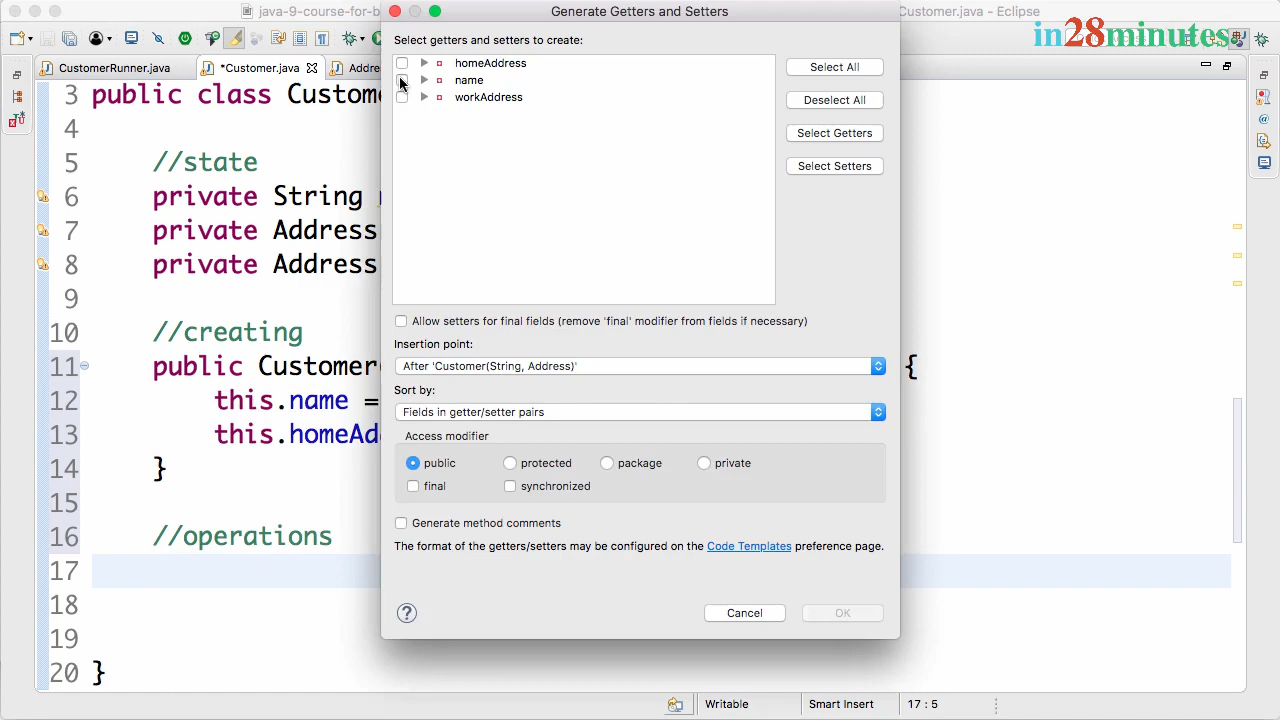 java-9-course-for-b
Generate Getters and Setters
Customer.java - Eclipse
in28minutes.
CustomerRunner.java
*Customer.java
Addre
3 public class Custome
4
5 //state
6 private String
7 private Address
8 private Address
9
10 //creating
11 public Customer( {
12 this.name =
13 this.homeAd
14 }
15
16 //operations
17
18
19
20 }
Select getters and setters to create:
homeAddress
name
workAddress
Select All
Deselect All
Select Getters
Select Setters
Allow setters for final fields (remove 'final' modifier from fields if necessary)
Insertion point:
After 'Customer(String, Address)'
Sort by:
Fields in getter/setter pairs
Access modifier
public protected package private
final synchronized
Generate method comments
The format of the getters/setters may be configured on the Code Templates preference page.
?
Cancel OK
Writable Smart Insert 17 : 5